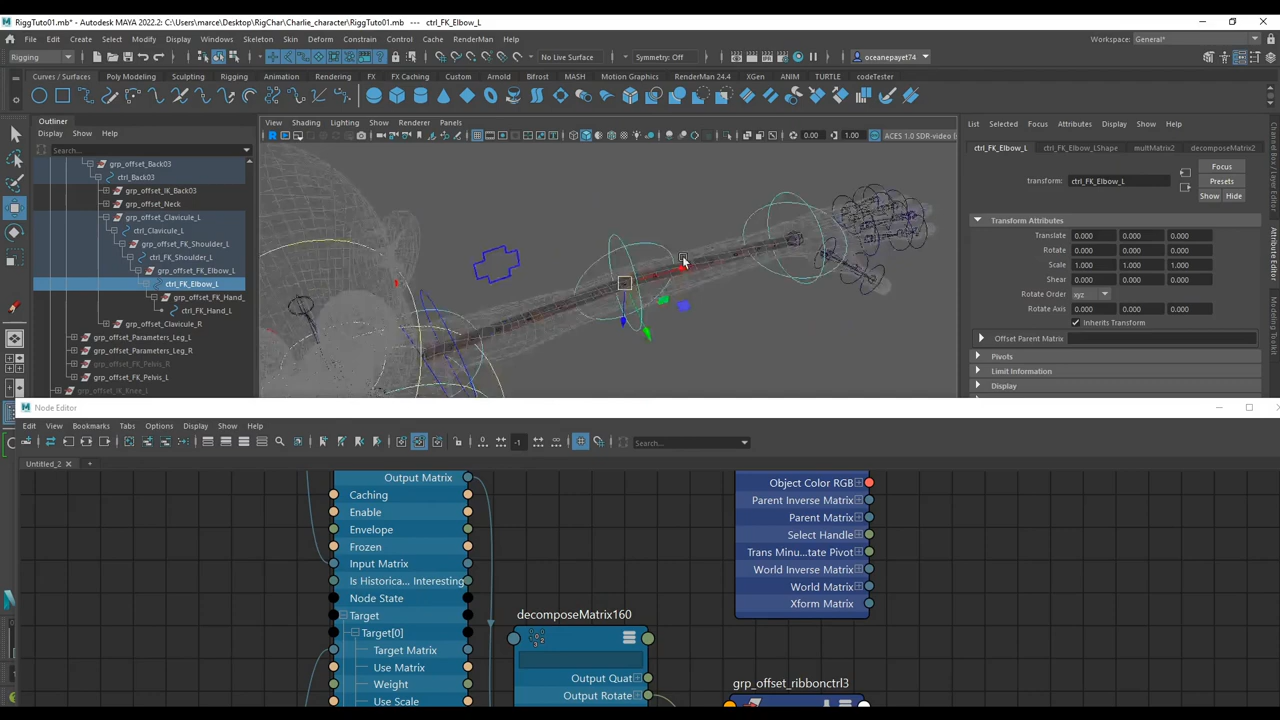 AUTODESK MAYA 2022.2: C:\Users\marce\Desktop\RigChar\Charlie_character\RiggTuto01.mb --- ctrl_FK_Elbow_L
File Edit Create Select Modify Display Windows Skeleton Skin Deform Constrain Control Cache RenderMan Help
Workspace: General*
Rigging
No Live Surface
Symmetry: Off
oceanepayet74
Curves / Surfaces Poly Modeling Sculpting Rigging Animation Rendering FX FX Caching Custom Arnold Bifrost MASH Motion Graphics RenderMan 24.4 XGen ANIM TURTLE codeTester
Outliner
Display Show Help
Search...
grp_offset_Back03
ctrl_Back03
grp_offset_IK_Back03
grp_offset_Neck
grp_offset_Clavicule_L
ctrl_Clavicule_L
grp_offset_FK_Shoulder_L
ctrl_FK_Shoulder_L
grp_offset_FK_Elbow_L
ctrl_FK_Elbow_L
grp_offset_FK_Hand_
ctrl_FK_Hand_L
grp_offset_Clavicule_R
grp_offset_Parameters_Leg_L
grp_offset_Parameters_Leg_R
grp_offset_FK_Pelvis_R
grp_offset_FK_Pelvis_L
grp_offset_IK_Knee_L
View Shading Lighting Show Renderer Panels
0.00 1.00 ACES 1.0 SDR-video
List Selected Focus Attributes Display Show Help
ctrl_FK_Elbow_L ctrl_FK_Elbow_LShape multMatrix2 decomposeMatrix2
Focus
transform: ctrl_FK_Elbow_L
Presets
Show Hide
Transform Attributes
Translate 0.000 0.000 0.000
Rotate 0.000 0.000 0.000
Scale 1.000 1.000 1.000
Shear 0.000 0.000 0.000
Rotate Order xyz
Rotate Axis 0.000 0.000 0.000
Inherits Transform
Offset Parent Matrix
Pivots
Limit Information
Display
Channel Box
Attribute Editor
Modeling Toolkit
Node Editor
Edit View Bookmarks Tabs Options Display Show Help
-1
Search...
Untitled_2
Output Matrix
Caching
Enable
Envelope
Frozen
Input Matrix
Is Historica... Interesting
Node State
Target
Target[0]
Target Matrix
Use Matrix
Weight
Use Scale
decomposeMatrix160
Output Quat
Output Rotate
Object Color RGB
Parent Inverse Matrix
Parent Matrix
Select Handle
Trans Minu...tate Pivot
World Inverse Matrix
World Matrix
Xform Matrix
grp_offset_ribbonctrl3